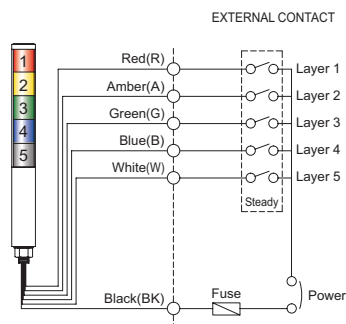 EXTERNAL CONTACT
1
2
3
4
5
Red(R)
Layer 1
Amber(A)
Layer 2
Green(G)
Layer 3
Blue(B)
Layer 4
White(W)
Layer 5
Steady
Black(BK)
Fuse
Power